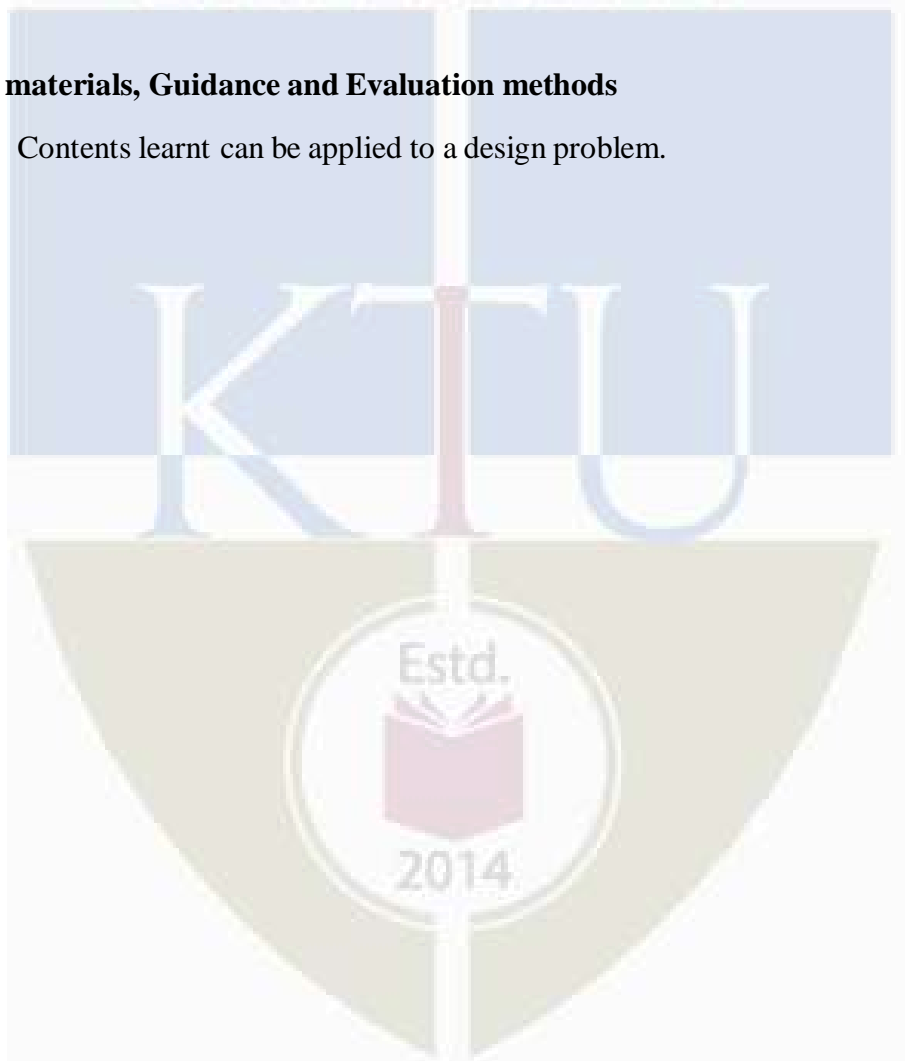 materials, Guidance and Evaluation methods
Contents learnt can be applied to a design problem.
KTU
Estd.
2014